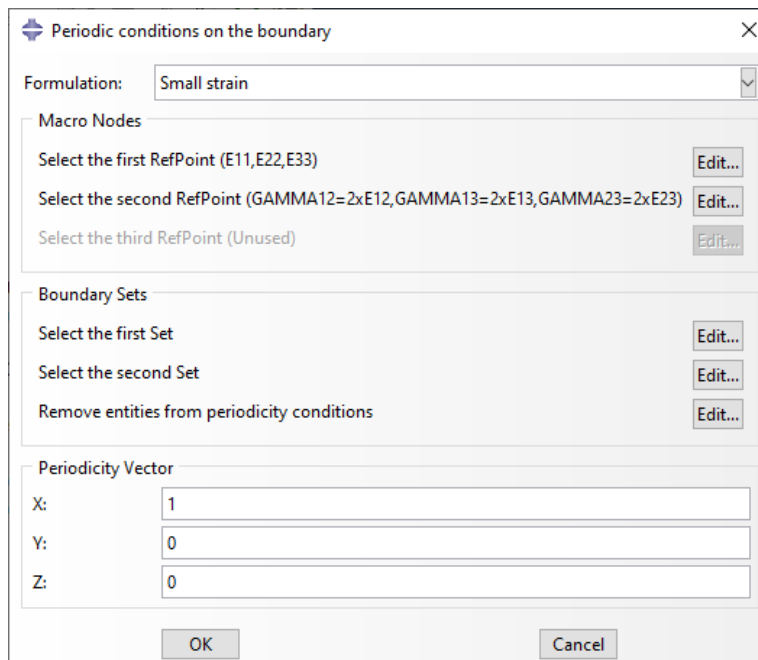 Periodic conditions on the boundary
Formulation: Small strain
Macro Nodes
Select the first RefPoint (E11,E22,E33) Edit...
Select the second RefPoint (GAMMA12=2xE12,GAMMA13=2xE13,GAMMA23=2xE23) Edit...
Select the third RefPoint (Unused) Edit...
Boundary Sets
Select the first Set Edit...
Select the second Set Edit...
Remove entities from periodicity conditions Edit...
Periodicity Vector
X: 1
Y: 0
Z: 0
OK Cancel